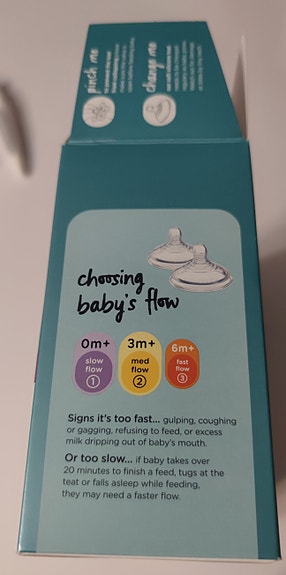 pinch me
change me
choosing
baby's flow
0m+ 3m+ 6m+
slow flow 1
med flow 2
fast flow 3
Signs it's too fast... gulping, coughing
or gagging, refusing to feed, or excess
milk dripping out of baby's mouth.
Or too slow... if baby takes over
20 minutes to finish a feed, tugs at the
teat or falls asleep while feeding,
they may need a faster flow.